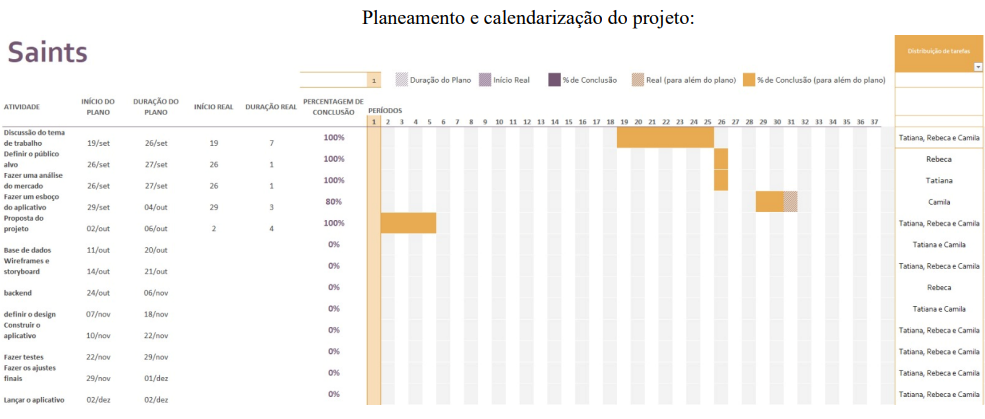 Planeamento e calendarização do projeto:
Saints
Distribuição de tarefas
1 Duração do Plano Início Real % de Conclusão Real (para além do plano) % de Conclusão (para além do plano)
ATIVIDADE INÍCIO DO PLANO DURAÇÃO DO PLANO INÍCIO REAL DURAÇÃO REAL PERCENTAGEM DE CONCLUSÃO PERÍODOS
1 2 3 4 5 6 7 8 9 10 11 12 13 14 15 16 17 18 19 20 21 22 23 24 25 26 27 28 29 30 31 32 33 34 35 36 37
Discussão do tema de trabalho 19/set 26/set 19 7 100% Tatiana, Rebeca e Camila
Definir o público alvo 26/set 27/set 26 1 100% Rebeca
Fazer uma análise do mercado 26/set 27/set 26 1 100% Tatiana
Fazer um esboço do aplicativo 29/set 04/out 29 3 80% Camila
Proposta do projeto 02/out 06/out 2 4 100% Tatiana, Rebeca e Camila
Base de dados 11/out 20/out 0% Tatiana e Camila
Wireframes e storyboard 14/out 21/out 0% Tatiana, Rebeca e Camila
backend 24/out 06/nov 0% Rebeca
definir o design 07/nov 18/nov 0% Tatiana e Camila
Construir o aplicativo 10/nov 22/nov 0% Tatiana, Rebeca e Camila
Fazer testes 22/nov 29/nov 0% Tatiana, Rebeca e Camila
Fazer os ajustes finais 29/nov 01/dez 0% Tatiana, Rebeca e Camila
Lançar o aplicativo 02/dez 02/dez 0% Tatiana, Rebeca e Camila